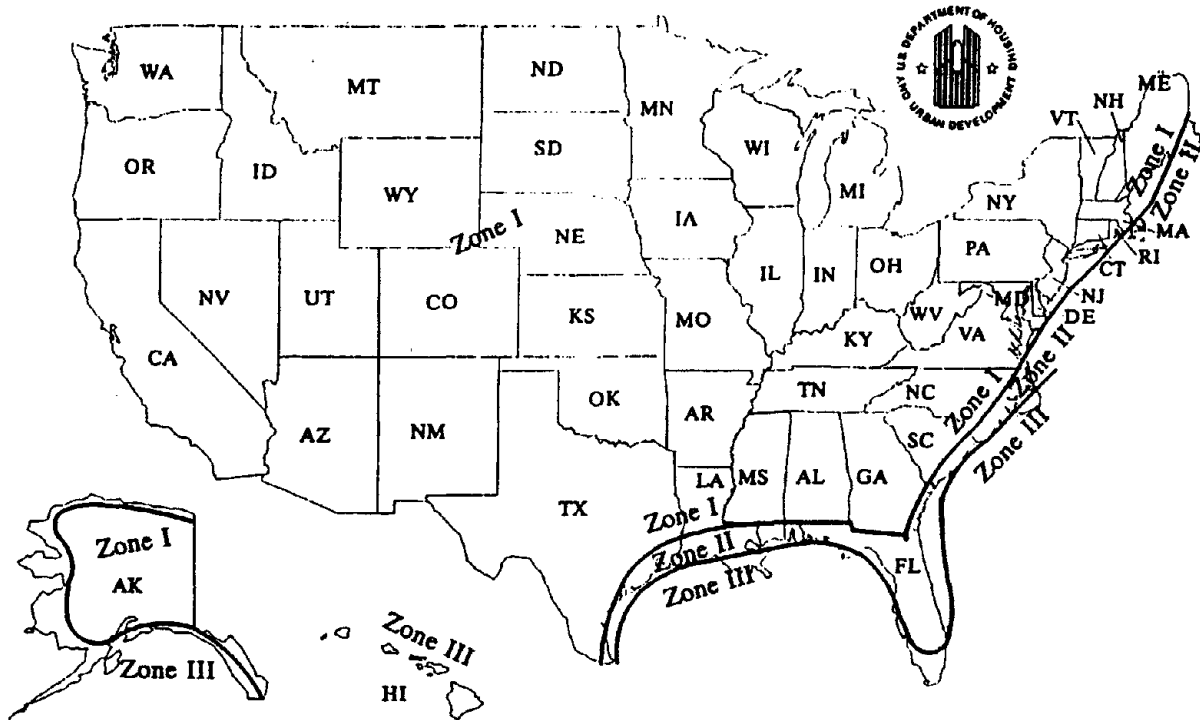 U.S. DEPARTMENT OF HOUSING
AND URBAN DEVELOPMENT
WA
MT
ND
MN
ME
NH
VT
OR
ID
SD
WI
MI
WY
NY
Zone I
Zone II
MA
RI
CT
Zone I
NE
IA
PA
NV
UT
CO
IL
IN
OH
NJ
DE
MD
WV
VA
KS
MO
KY
CA
OK
TN
NC
Zone I
Zone II
Zone III
AZ
NM
AR
SC
MS
AL
GA
LA
TX
Zone I
Zone II
Zone III
FL
Zone I
AK
Zone III
Zone III
HI